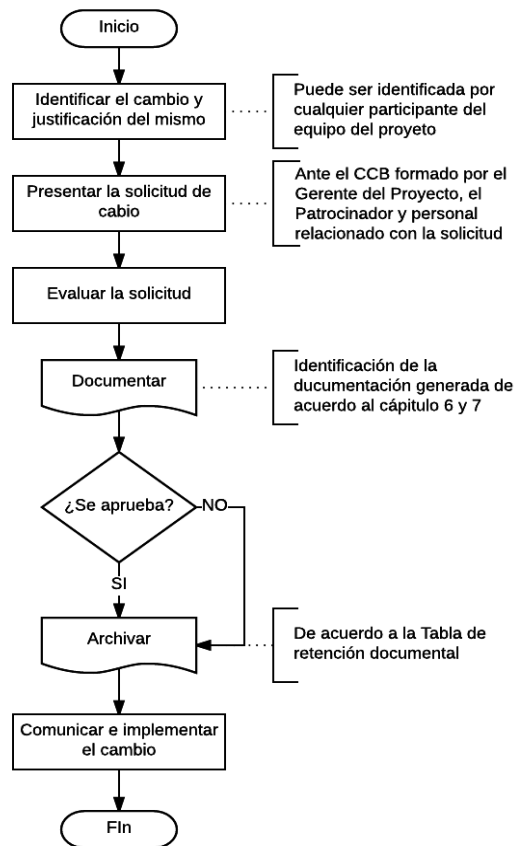 Inicio
Identificar el cambio y
justificación del mismo
Puede ser identificada por
cualquier participante del
equipo del proyeto
Presentar la solicitud de
cabio
Ante el CCB formado por el
Gerente del Proyecto, el
Patrocinador y personal
relacionado con la solicitud
Evaluar la solicitud
Documentar
Identificación de la
ducumentación generada de
acuerdo al cápitulo 6 y 7
¿Se aprueba?
NO
SI
Archivar
De acuerdo a la Tabla de
retención documental
Comunicar e implementar
el cambio
FIn